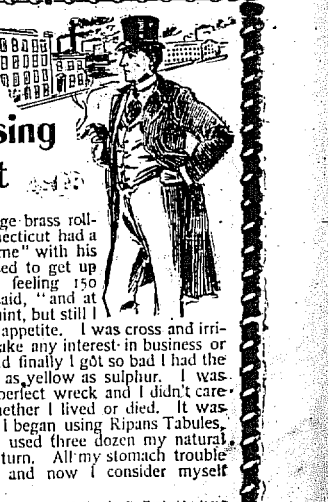 sing
t
ge brass roll-
necticut had a
me" with his
sed to get up
feeling 150
said, "and at
aint, but still I
appetite. I was cross and irri-
ake any interest in business or
d finally I got so bad I had the
as yellow as sulphur. I was
perfect wreck and I didn't care
hether I lived or died. It was
I began using Ripans Tabules,
used three dozen my natural
turn. All my stomach trouble
and now I consider myself